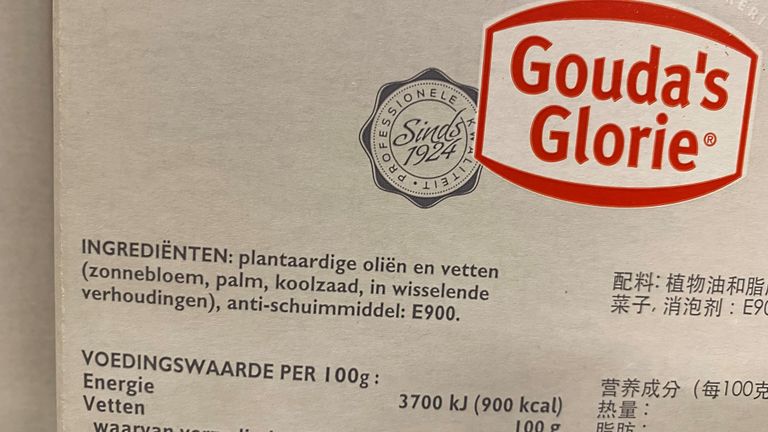 Gouda's
Glorie®
PROFESSIONELE KWALITEIT
Sinds
1924
INGREDIËNTEN: plantaardige oliën en vetten
(zonnebloem, palm, koolzaad, in wisselende
verhoudingen), anti-schuimmiddel: E900.
配料: 植物油和脂
菜子, 消泡剂: E90
VOEDINGSWAARDE PER 100g:
Energie 3700 kJ (900 kcal)
Vetten 100 g
waarvan
营养成分 (每100克
热量:
脂肪: